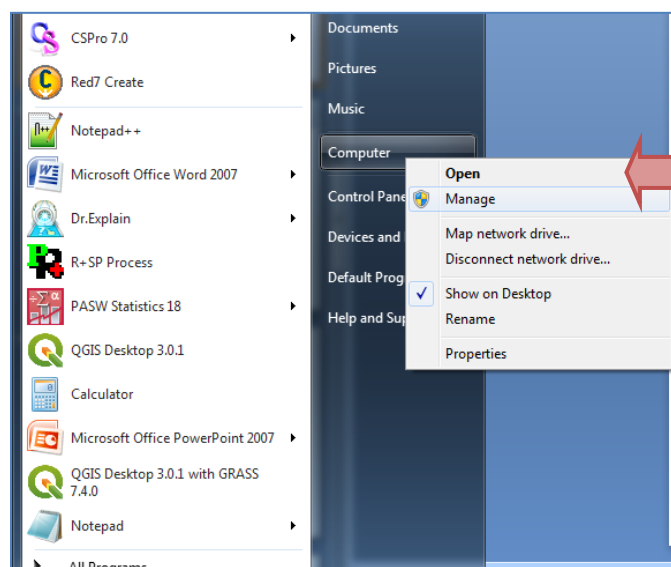 CSPro 7.0
Red7 Create
Notepad++
Microsoft Office Word 2007
Dr.Explain
R+SP Process
PASW Statistics 18
QGIS Desktop 3.0.1
Calculator
Microsoft Office PowerPoint 2007
QGIS Desktop 3.0.1 with GRASS
7.4.0
Notepad
All Programs
Documents
Pictures
Music
Computer
Control Pane
Devices and
Default Prog
Help and Sup
Open
Manage
Map network drive...
Disconnect network drive...
Show on Desktop
Rename
Properties